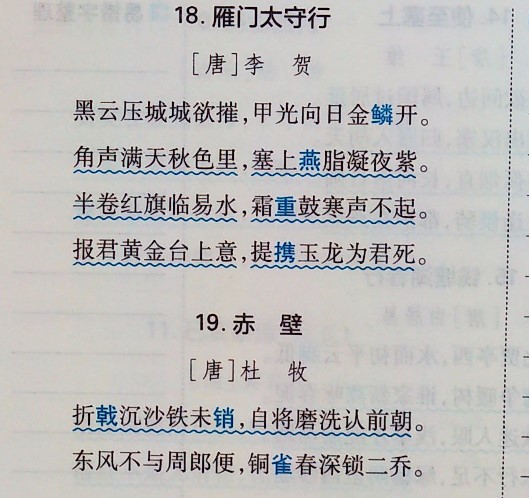 18. 雁门太守行
[唐]李 贺
黑云压城城欲摧,甲光向日金鳞开。
角声满天秋色里,塞上燕脂凝夜紫。
半卷红旗临易水,霜重鼓寒声不起。
报君黄金台上意,提携玉龙为君死。
19. 赤 壁
[唐]杜 牧
折戟沉沙铁未销,自将磨洗认前朝。
东风不与周郎便,铜雀春深锁二乔。